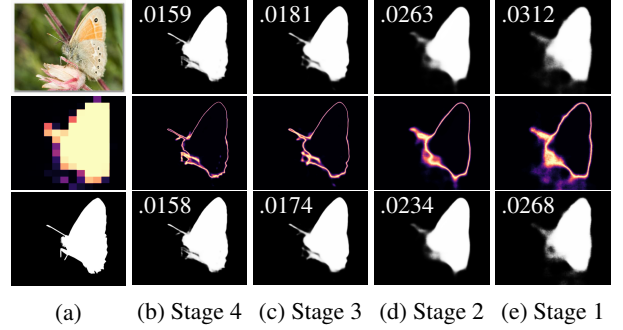 .0159 .0181 .0263 .0312
.0158 .0174 .0234 .0268
(a) (b) Stage 4 (c) Stage 3 (d) Stage 2 (e) Stage 1